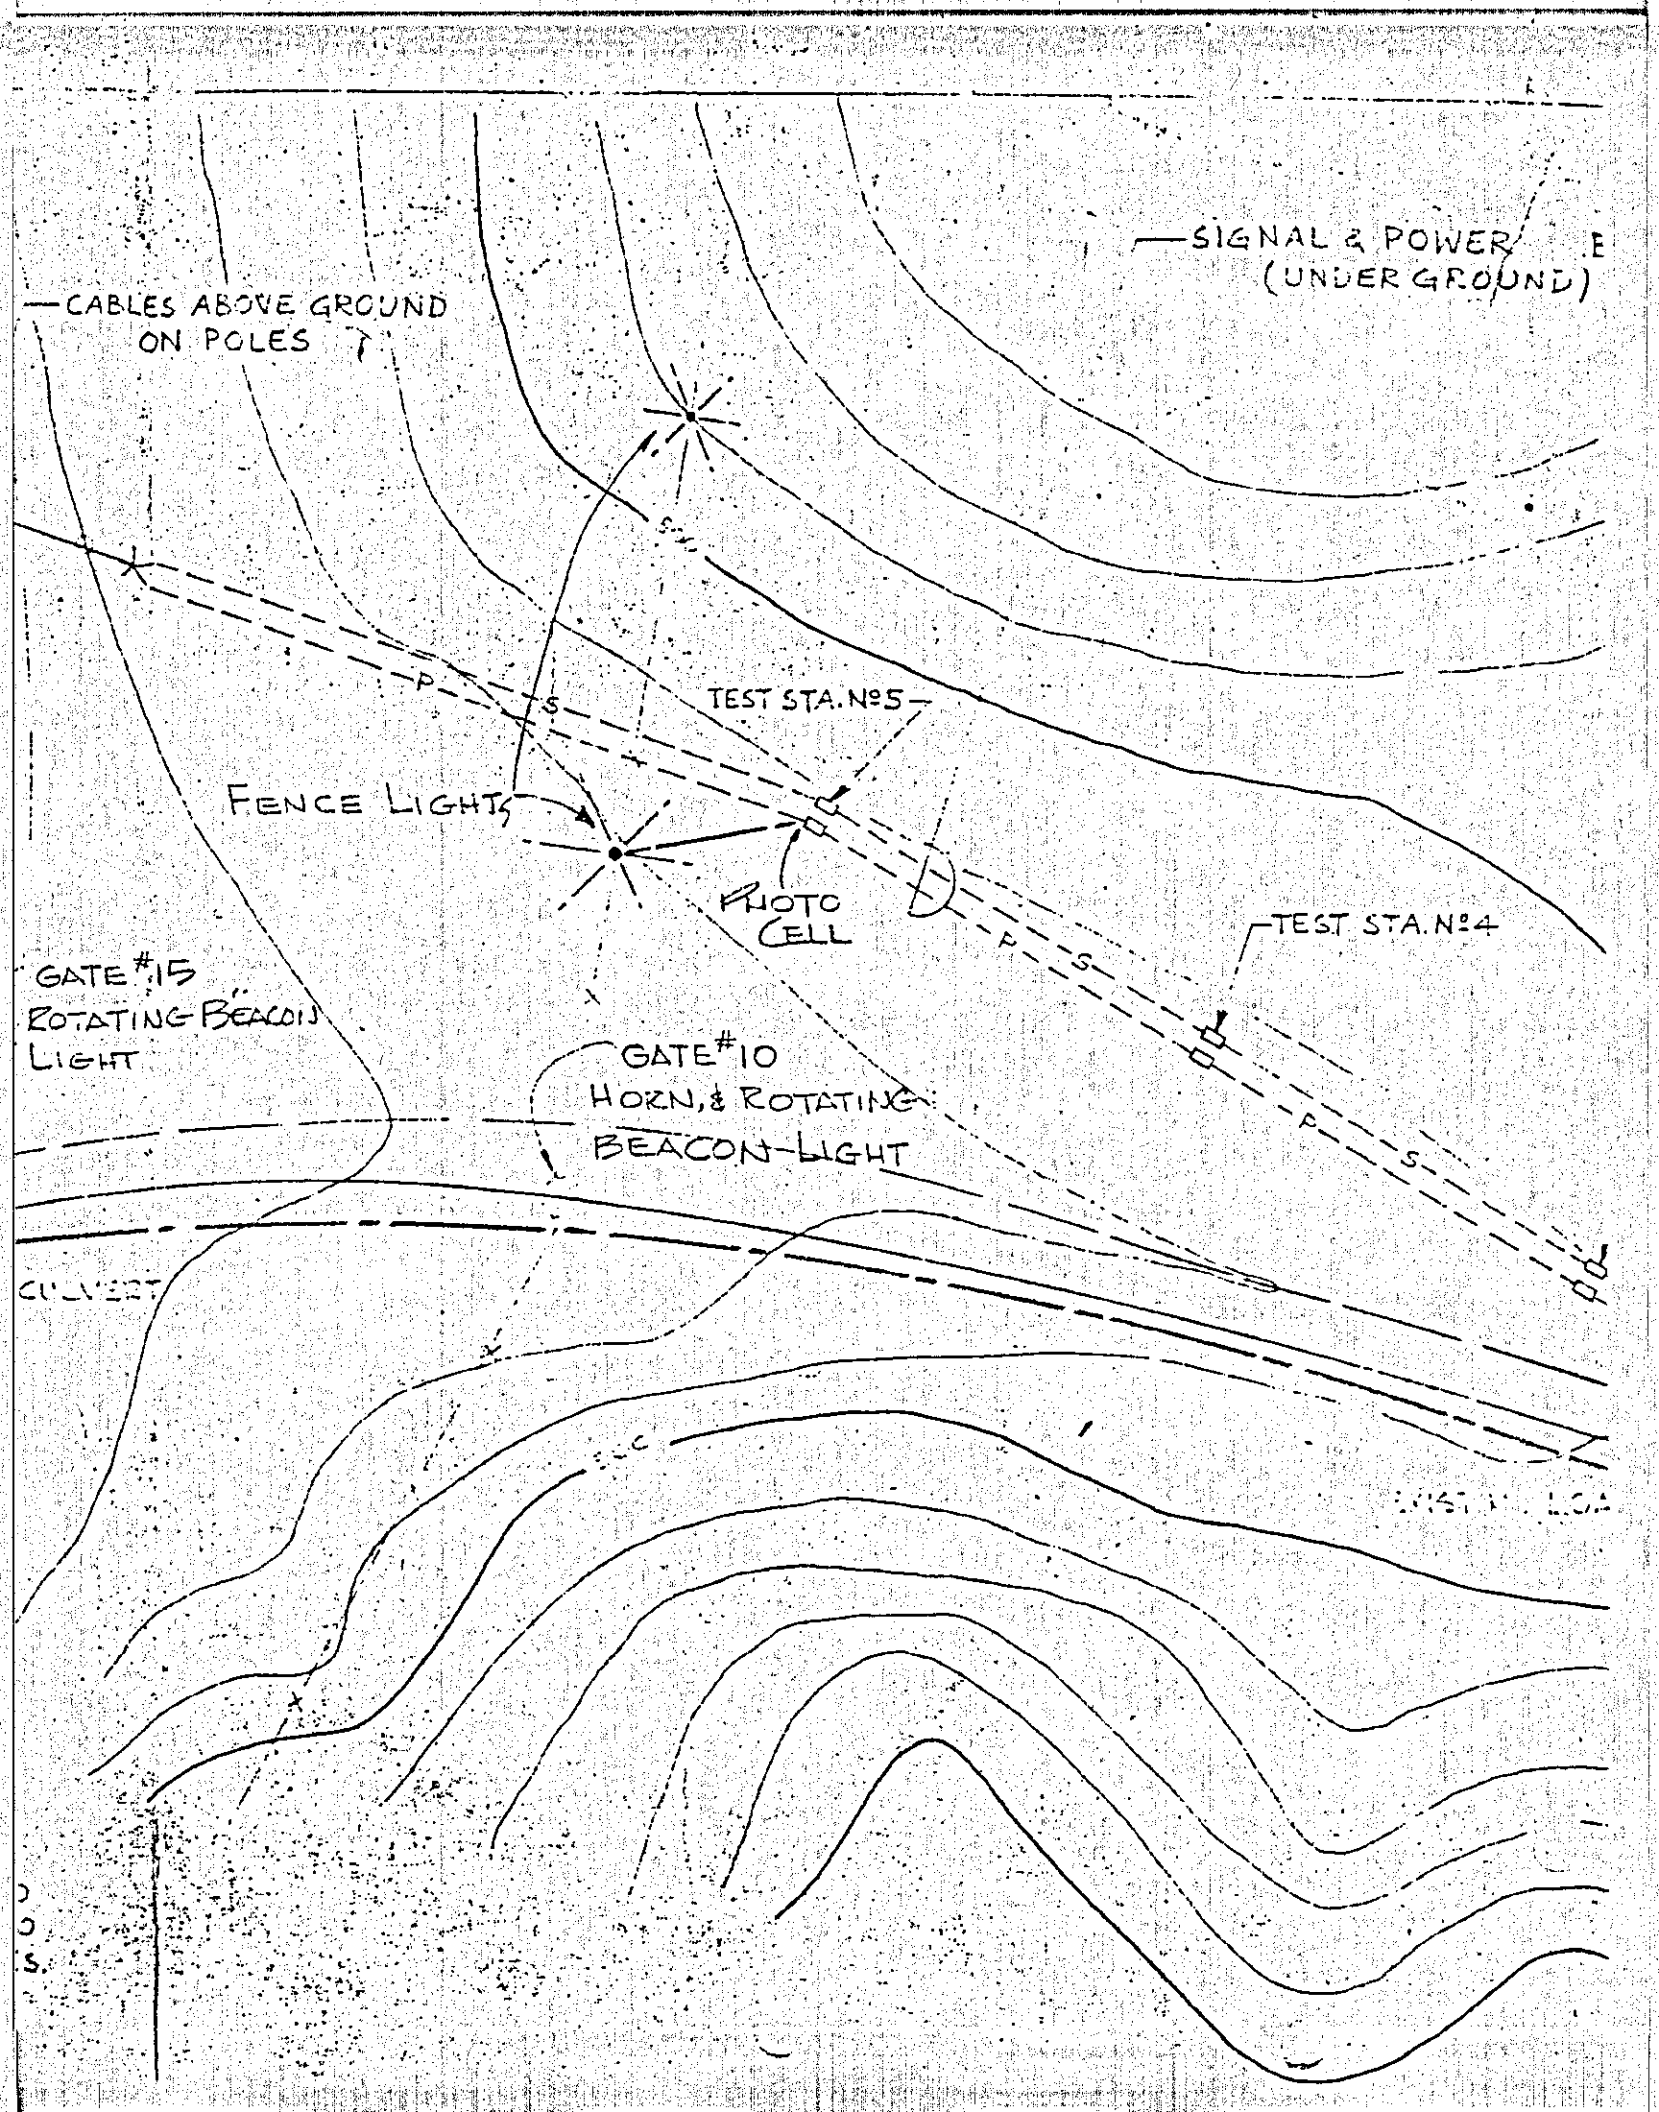 SIGNAL & POWER
(UNDER GROUND)
E
CABLES ABOVE GROUND
ON POLES
P
S
TEST STA. Nº5
FENCE LIGHTS
PHOTO
CELL
P
S
TEST STA. Nº4
GATE #15
ROTATING BEACON
LIGHT
GATE #10
HORN, & ROTATING
BEACON-LIGHT
P
S
CULVERT
S.